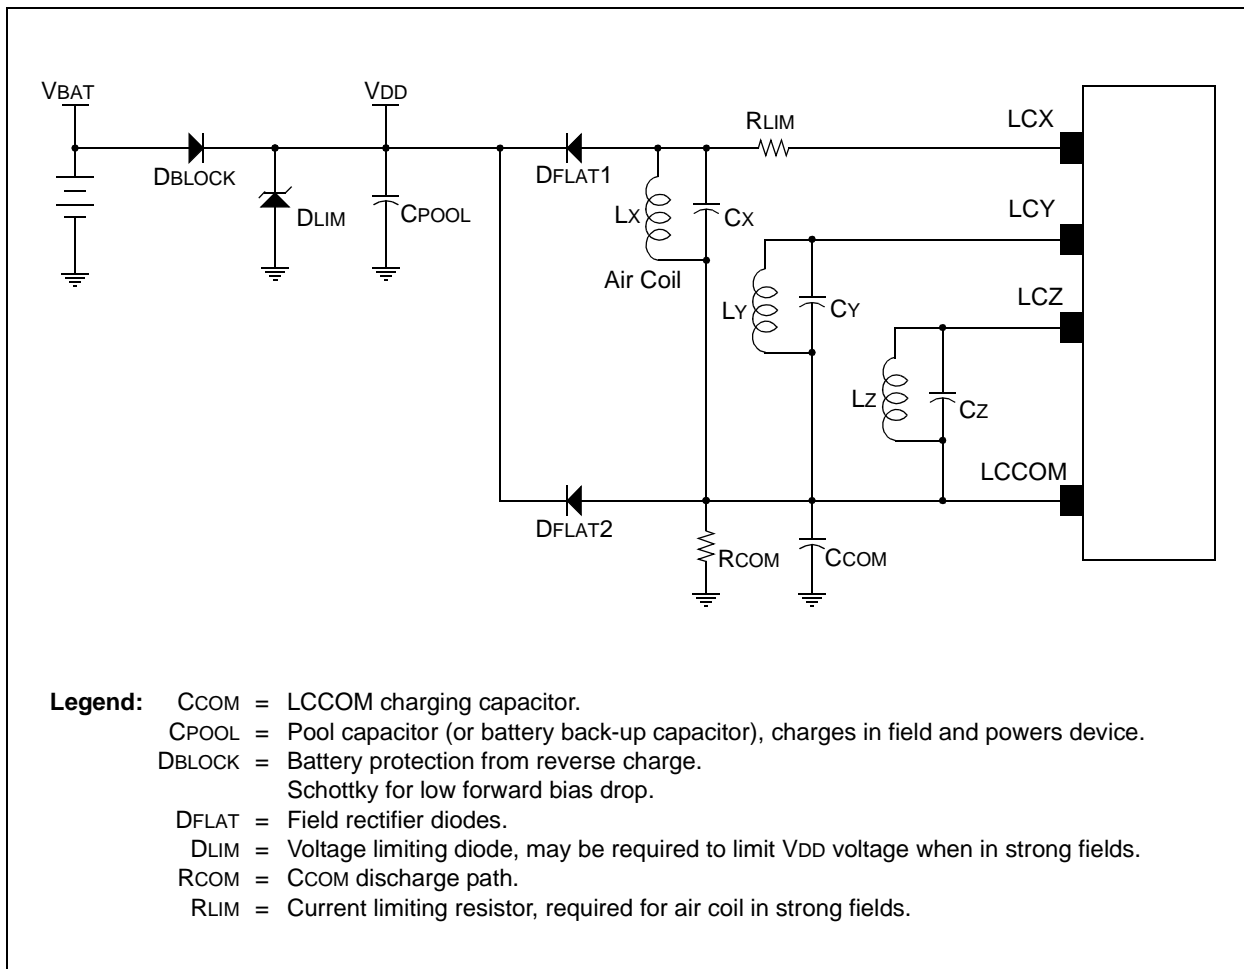 VBAT
VDD
RLIM
LCX
DBLOCK
DFLAT1
DLIM
CPOOL
LX
CX
LCY
Air Coil
LCZ
LY
CY
LZ
CZ
LCCOM
DFLAT2
RCOM
CCOM
Legend: CCOM = LCCOM charging capacitor.
CPOOL = Pool capacitor (or battery back-up capacitor), charges in field and powers device.
DBLOCK = Battery protection from reverse charge.
Schottky for low forward bias drop.
DFLAT = Field rectifier diodes.
DLIM = Voltage limiting diode, may be required to limit VDD voltage when in strong fields.
RCOM = CCOM discharge path.
RLIM = Current limiting resistor, required for air coil in strong fields.